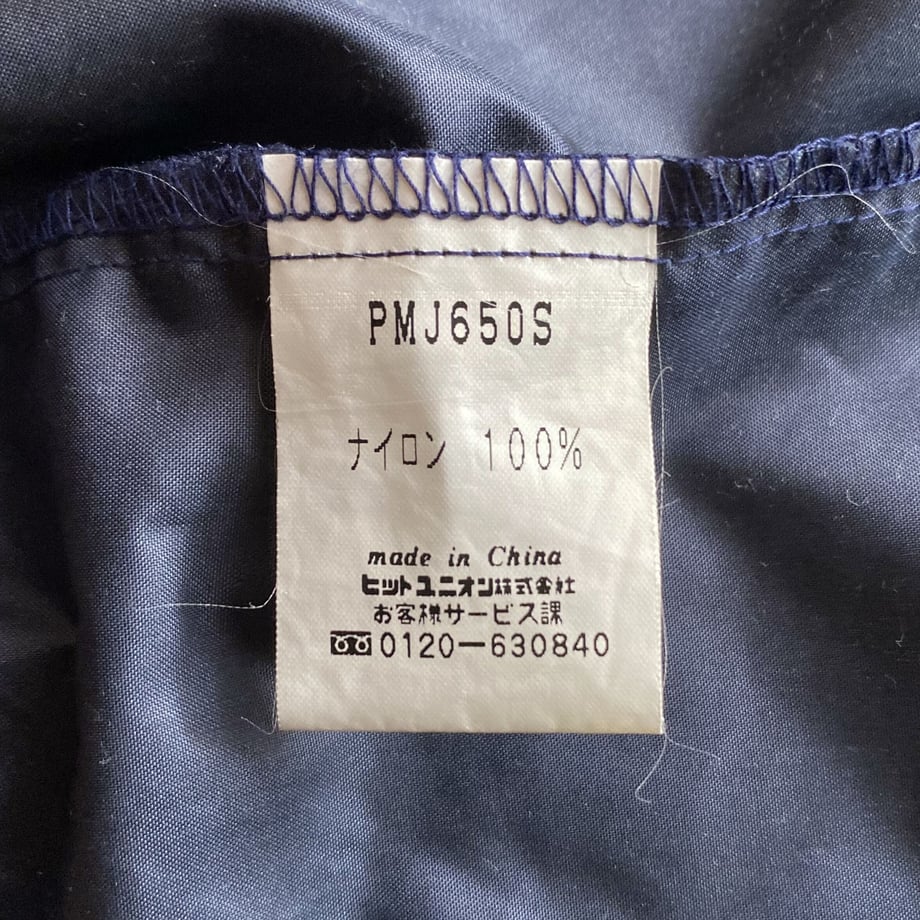 PMJ650S
ナイロン 100%
made in China
ヒットユニオン株式会社
お客様サービス課
0120-630840